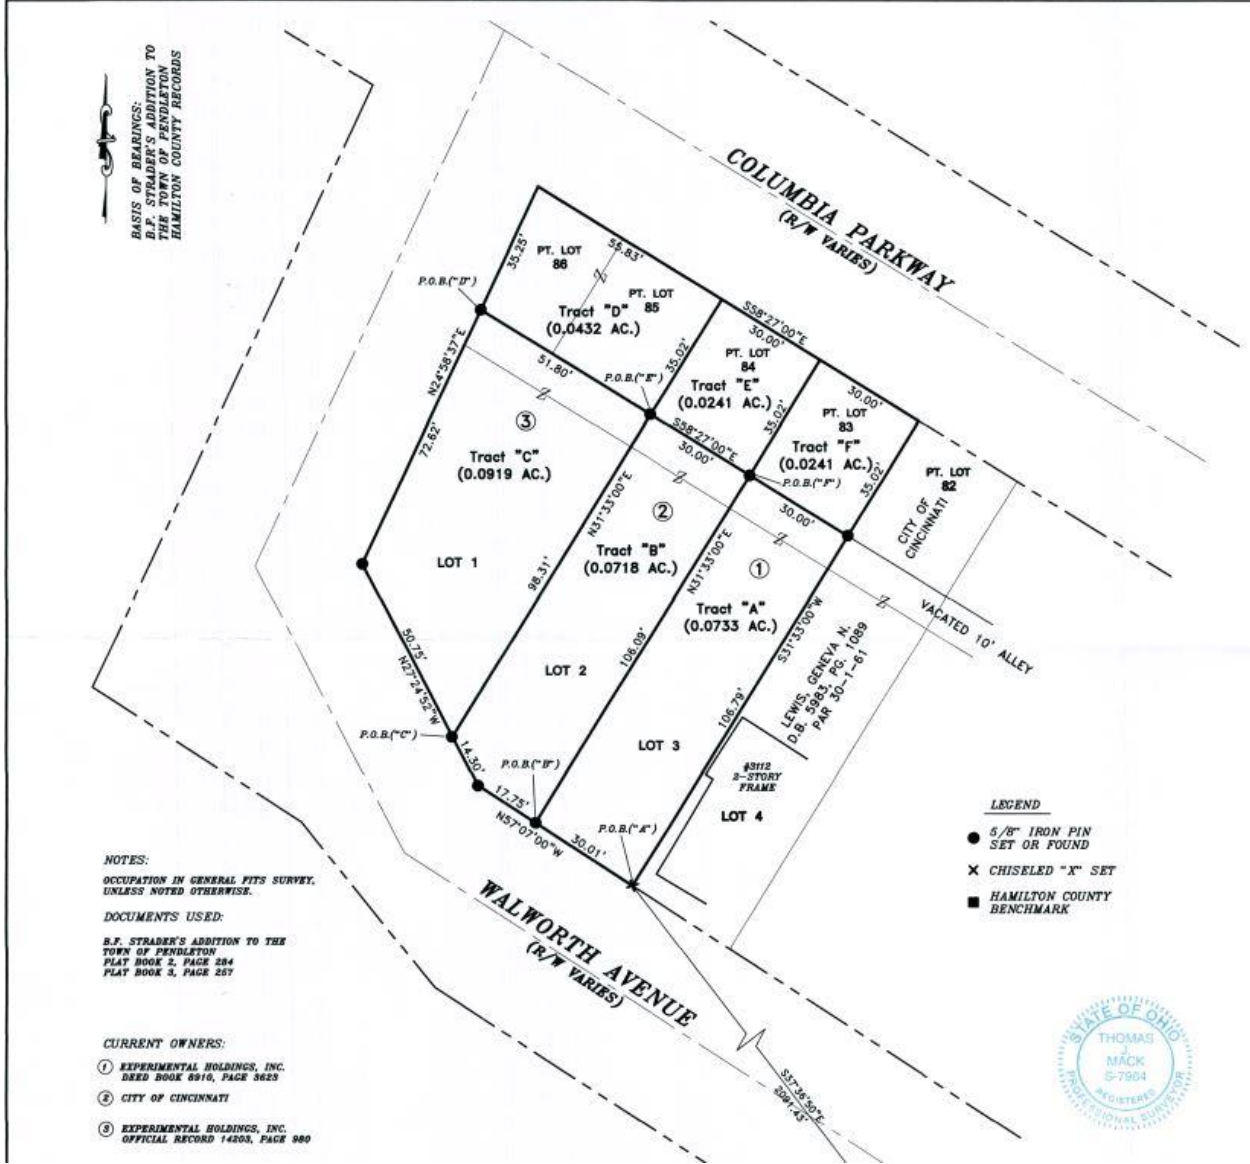 BASIS OF BEARINGS:
B.F. STRADER'S ADDITION TO
THE TOWN OF PENDLETON
HAMILTON COUNTY RECORDS
COLUMBIA PARKWAY
(R/W VARIES)
35.25'
PT. LOT
86
55.83'
P.O.B.("D")
PT. LOT
85
Tract "D"
(0.0432 AC.)
S58°27'00"E
30.00'
35.02'
PT. LOT
84
51.80'
P.O.B.("E")
Tract "E"
(0.0241 AC.)
30.00'
N24°58'37"E
72.62'
35.02'
PT. LOT
83
S58°27'00"E
30.00'
Tract "F"
(0.0241 AC.)
P.O.B.("F")
35.02'
PT. LOT
82
CITY OF
CINCINNATI
3
Tract "C"
(0.0919 AC.)
N31°33'00"E
98.31'
2
Tract "B"
(0.0718 AC.)
N31°33'00"E
106.09'
30.00'
1
Tract "A"
(0.0733 AC.)
S31°33'00"W
106.79'
VACATED 10' ALLEY
LEWIS, GENEVA N.
D.B. 5983, PG. 1089
PAR 30-1-61
LOT 1
LOT 2
LOT 3
50.75'
N27°24'52"W
P.O.B.("C")
14.30'
P.O.B.("B")
17.75'
N57°07'00"W
30.01'
P.O.B.("A")
#3112
2-STORY
FRAME
LOT 4
WALWORTH AVENUE
(R/W VARIES)
S37°36'50"E
2091.43'
LEGEND
5/8" IRON PIN
SET OR FOUND
CHISELED "X" SET
HAMILTON COUNTY
BENCHMARK
NOTES:
OCCUPATION IN GENERAL FITS SURVEY,
UNLESS NOTED OTHERWISE.
DOCUMENTS USED:
B.F. STRADER'S ADDITION TO THE
TOWN OF PENDLETON
PLAT BOOK 2, PAGE 284
PLAT BOOK 3, PAGE 257
CURRENT OWNERS:
1 EXPERIMENTAL HOLDINGS, INC.
DEED BOOK 8910, PAGE 3623
2 CITY OF CINCINNATI
3 EXPERIMENTAL HOLDINGS, INC.
OFFICIAL RECORD 14203, PAGE 980
STATE OF OHIO
THOMAS
J.
MACK
S-7964
REGISTERED
PROFESSIONAL SURVEYOR